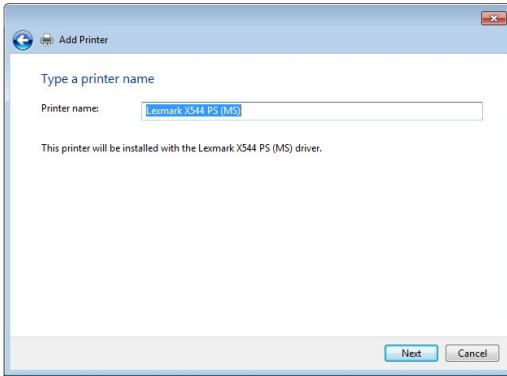 Add Printer
Type a printer name
Printer name: Lexmark X544 PS (MS)
This printer will be installed with the Lexmark X544 PS (MS) driver.
Next Cancel